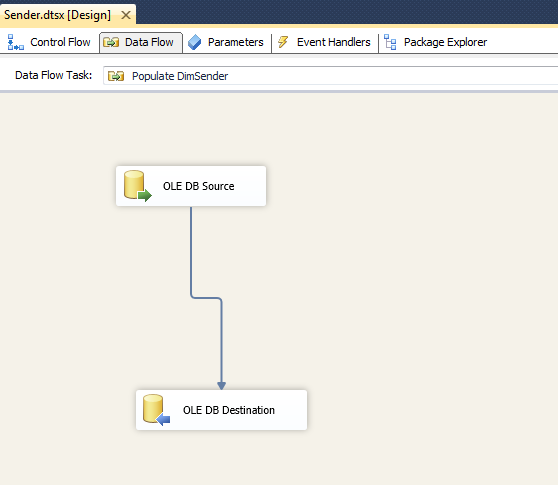 Sender.dtsx [Design]
Control Flow Data Flow Parameters Event Handlers Package Explorer
Data Flow Task: Populate DimSender
OLE DB Source
OLE DB Destination